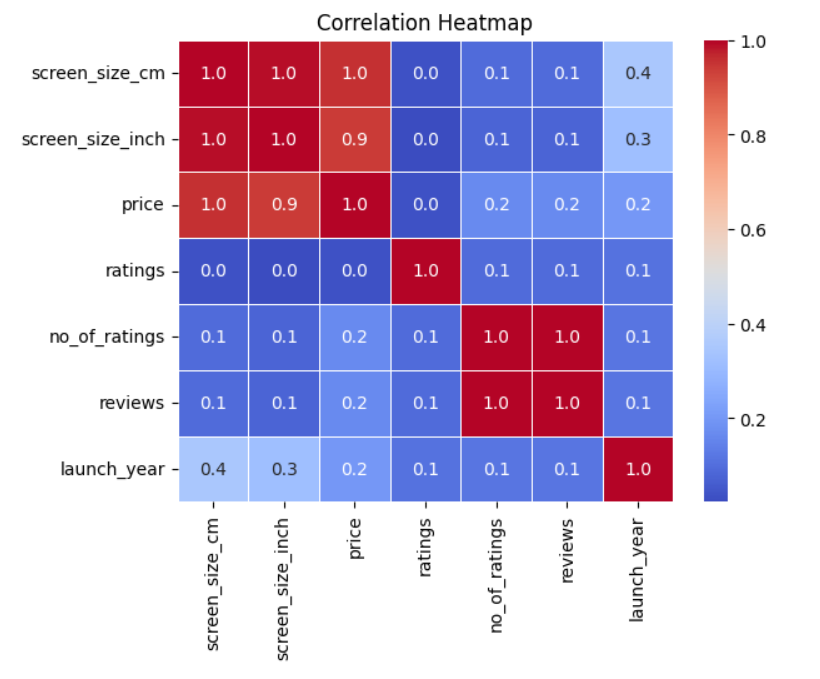 Correlation Heatmap
screen_size_cm 1.0 1.0 1.0 0.0 0.1 0.1 0.4
screen_size_inch 1.0 1.0 0.9 0.0 0.1 0.1 0.3
price 1.0 0.9 1.0 0.0 0.2 0.2 0.2
ratings 0.0 0.0 0.0 1.0 0.1 0.1 0.1
no_of_ratings 0.1 0.1 0.2 0.1 1.0 1.0 0.1
reviews 0.1 0.1 0.2 0.1 1.0 1.0 0.1
launch_year 0.4 0.3 0.2 0.1 0.1 0.1 1.0
screen_size_cm
screen_size_inch
price
ratings
no_of_ratings
reviews
launch_year
1.0
0.8
0.6
0.4
0.2